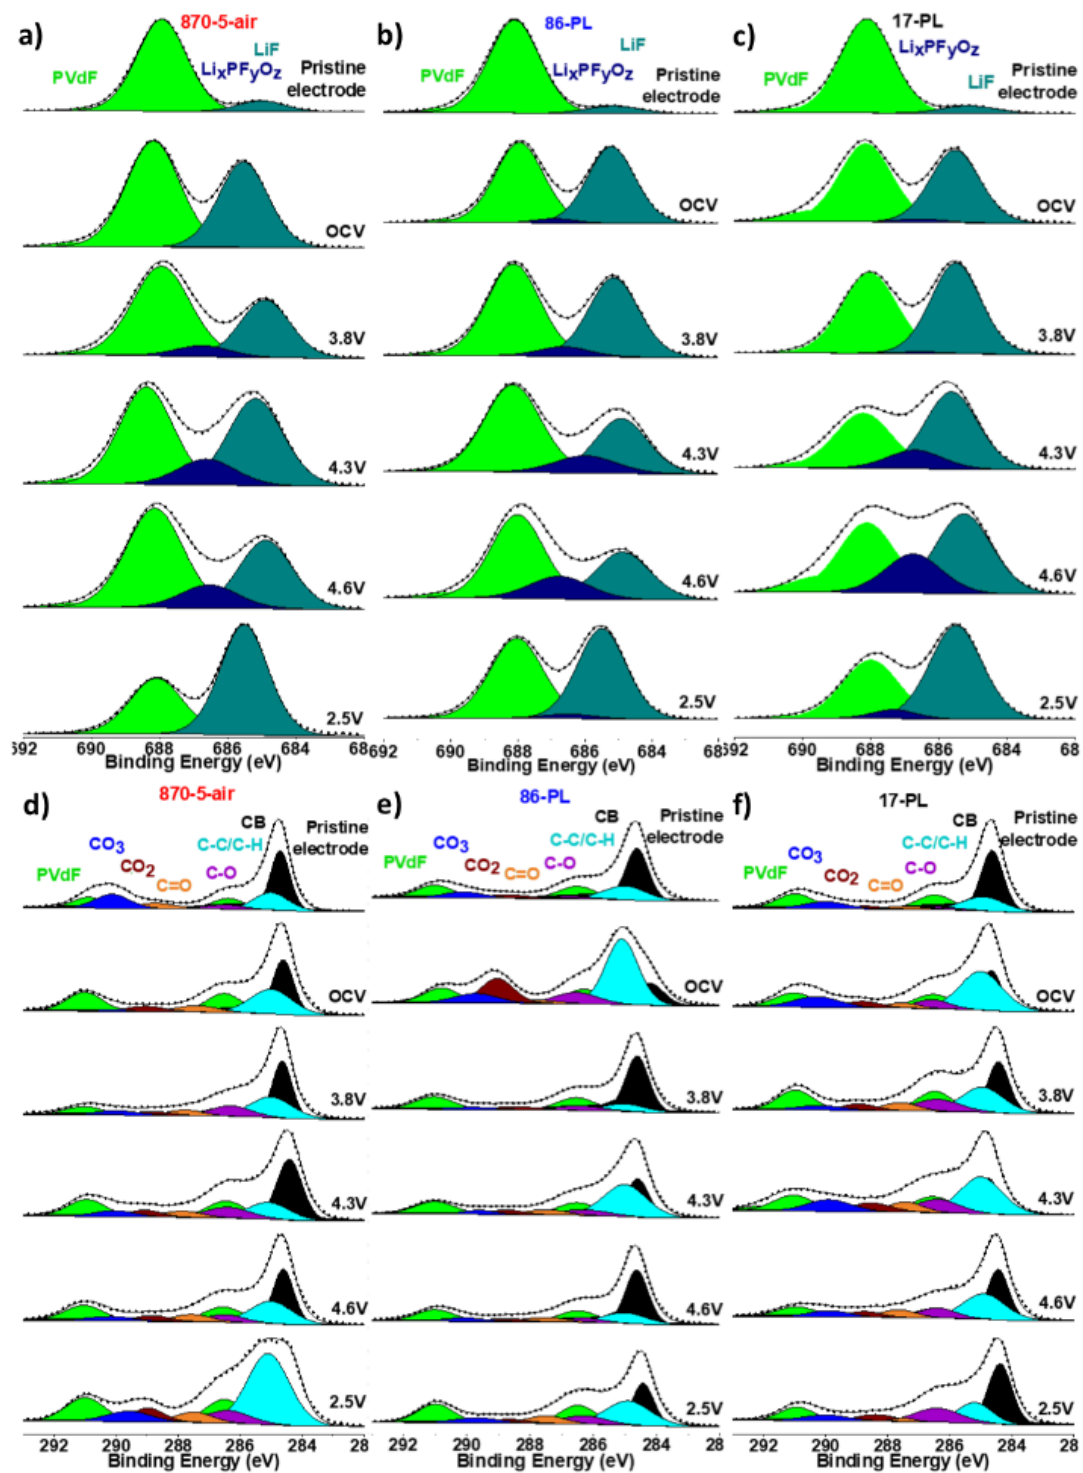 a)
870-5-air
PVdF
LiF
LixPFyOz
Pristine
electrode
OCV
3.8V
4.3V
4.6V
2.5V
692 690 688 686 684 68
Binding Energy (eV)
b)
86-PL
PVdF
LiF
LixPFyOz
Pristine
electrode
OCV
3.8V
4.3V
4.6V
2.5V
692 690 688 686 684 68
Binding Energy (eV)
c)
17-PL
PVdF
LixPFyOz
LiF
Pristine
electrode
OCV
3.8V
4.3V
4.6V
2.5V
692 690 688 686 684 68
Binding Energy (eV)
d)
870-5-air
PVdF
CO3
CO2
C=O
C-O
C-C/C-H
CB
Pristine
electrode
OCV
3.8V
4.3V
4.6V
2.5V
292 290 288 286 284 28
Binding Energy (eV)
e)
86-PL
PVdF
CO3
CO2
C=O
C-O
C-C/C-H
CB
Pristine
electrode
OCV
3.8V
4.3V
4.6V
2.5V
292 290 288 286 284 28
Binding Energy (eV)
f)
17-PL
PVdF
CO3
CO2
C=O
C-O
C-C/C-H
CB
Pristine
electrode
OCV
3.8V
4.3V
4.6V
2.5V
292 290 288 286 284 28
Binding Energy (eV)